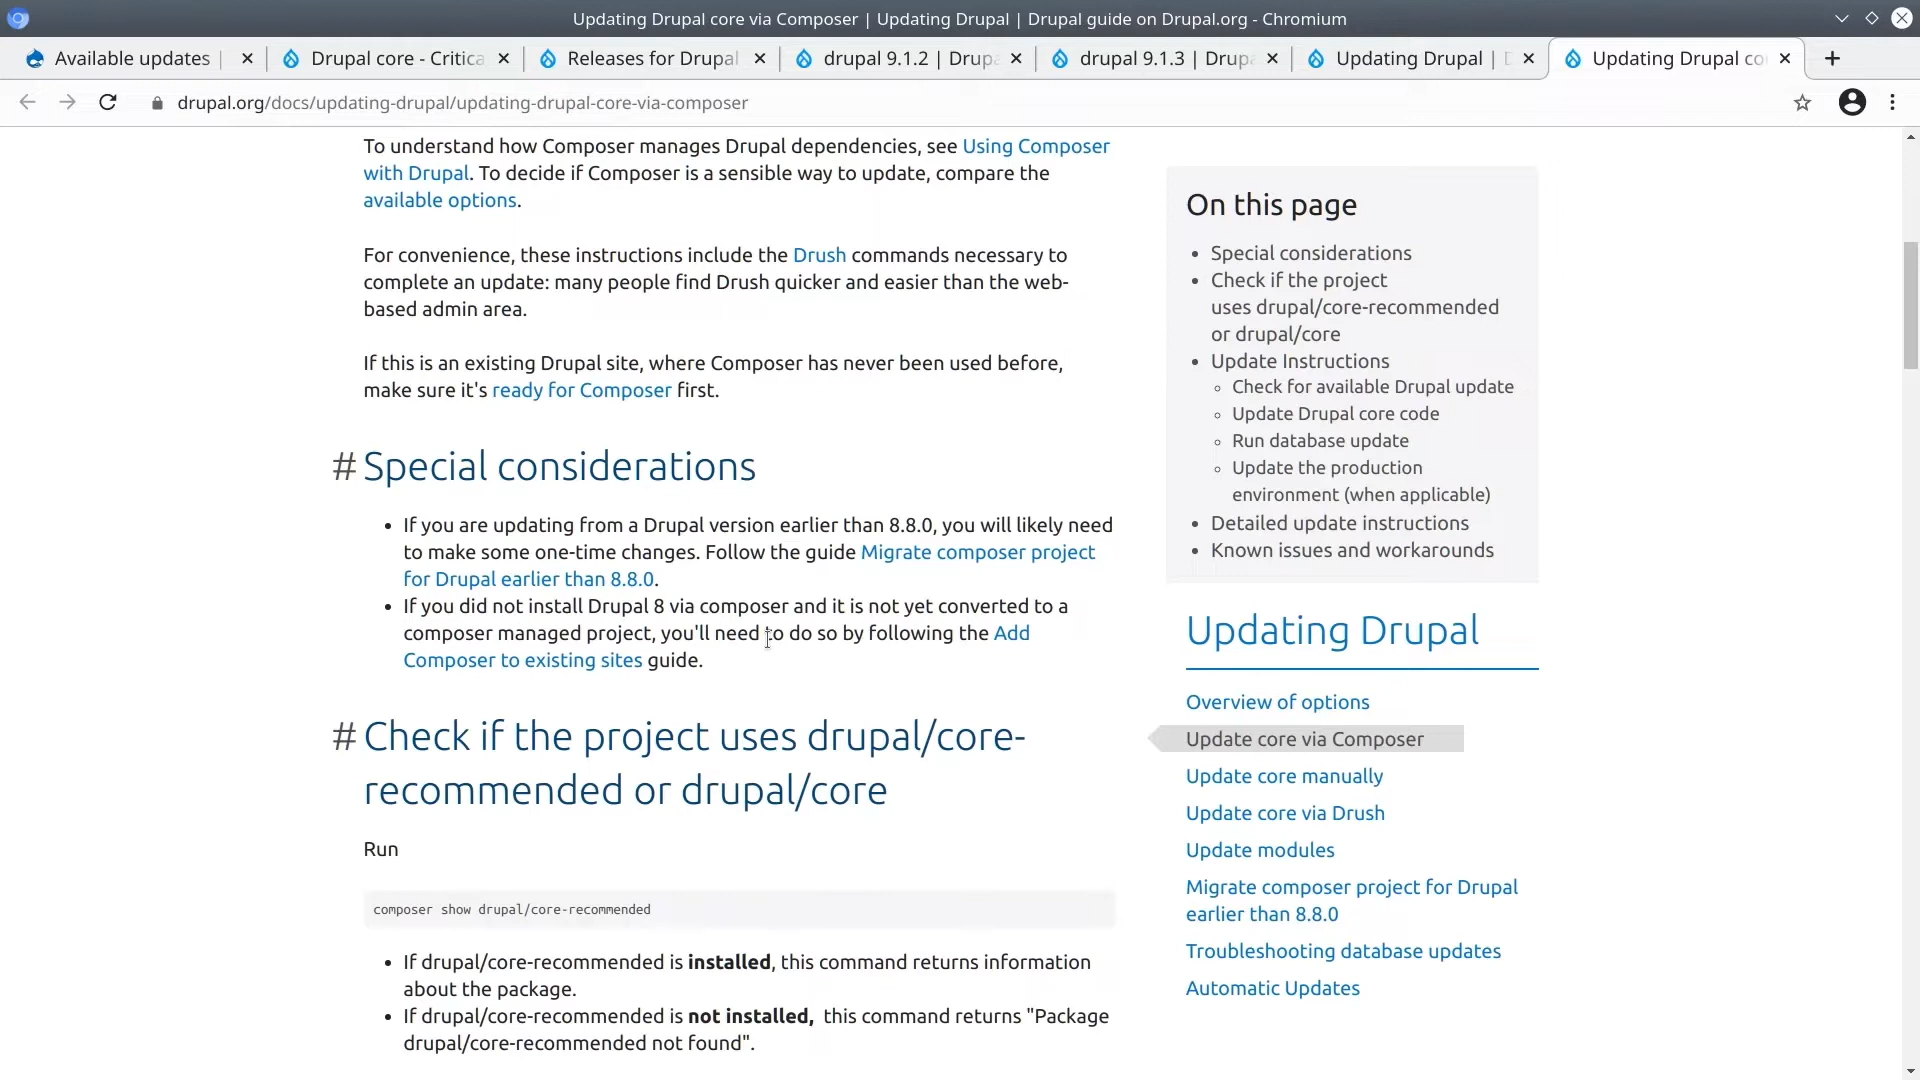 Updating Drupal core via Composer | Updating Drupal | Drupal guide on Drupal.org - Chromium
Available updates |
Drupal core - Critica
Releases for Drupal
drupal 9.1.2 | Drupa
drupal 9.1.3 | Drupa
Updating Drupal | D
Updating Drupal co
drupal.org/docs/updating-drupal/updating-drupal-core-via-composer
To understand how Composer manages Drupal dependencies, see Using Composer
with Drupal. To decide if Composer is a sensible way to update, compare the
available options.
For convenience, these instructions include the Drush commands necessary to
complete an update: many people find Drush quicker and easier than the web-
based admin area.
If this is an existing Drupal site, where Composer has never been used before,
make sure it's ready for Composer first.
# Special considerations
• If you are updating from a Drupal version earlier than 8.8.0, you will likely need
to make some one-time changes. Follow the guide Migrate composer project
for Drupal earlier than 8.8.0.
• If you did not install Drupal 8 via composer and it is not yet converted to a
composer managed project, you'll need to do so by following the Add
Composer to existing sites guide.
# Check if the project uses drupal/core-
recommended or drupal/core
Run
composer show drupal/core-recommended
• If drupal/core-recommended is installed, this command returns information
about the package.
• If drupal/core-recommended is not installed, this command returns "Package
drupal/core-recommended not found".
On this page
• Special considerations
• Check if the project
uses drupal/core-recommended
or drupal/core
• Update Instructions
◦ Check for available Drupal update
◦ Update Drupal core code
◦ Run database update
◦ Update the production
environment (when applicable)
• Detailed update instructions
• Known issues and workarounds
Updating Drupal
Overview of options
Update core via Composer
Update core manually
Update core via Drush
Update modules
Migrate composer project for Drupal
earlier than 8.8.0
Troubleshooting database updates
Automatic Updates